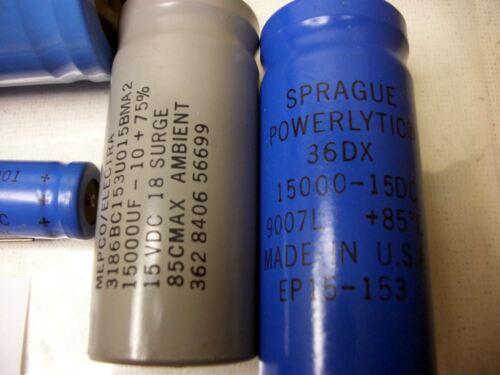 MEPCO/ELECTRA
3186BC153U015BMA2
15000UF -10 + 75%
15 VDC 18 SURGE
85CMAX AMBIENT
362 8406 56699
SPRAGUE
POWERLYTIC
36DX
15000-15DC
9007L +85°C
MADE IN U.S.A
EP15-153